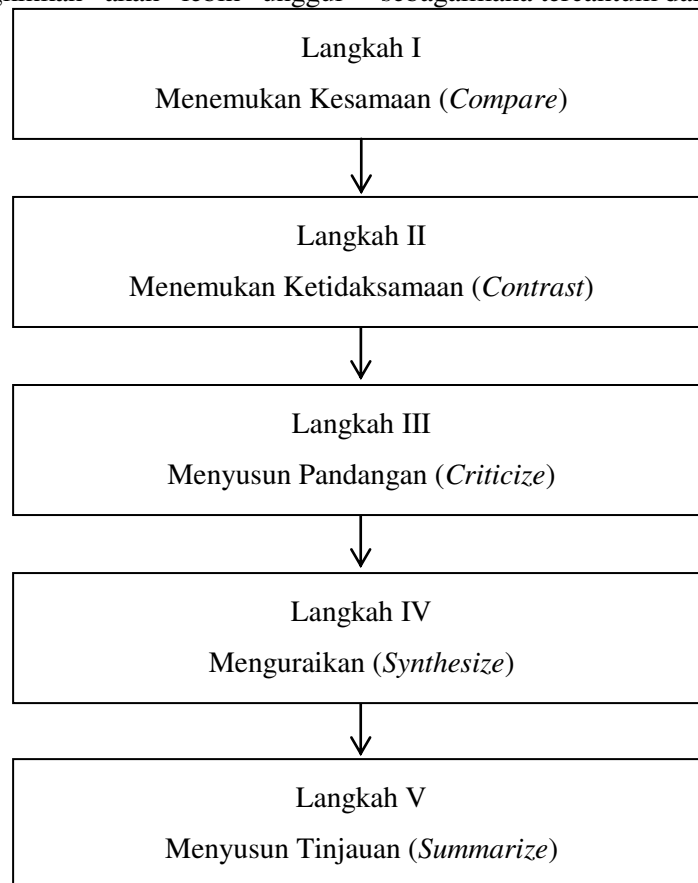 Langkah I
Menemukan Kesamaan (Compare)
Langkah II
Menemukan Ketidaksamaan (Contrast)
Langkah III
Menyusun Pandangan (Criticize)
Langkah IV
Menguraikan (Synthesize)
Langkah V
Menyusun Tinjauan (Summarize)